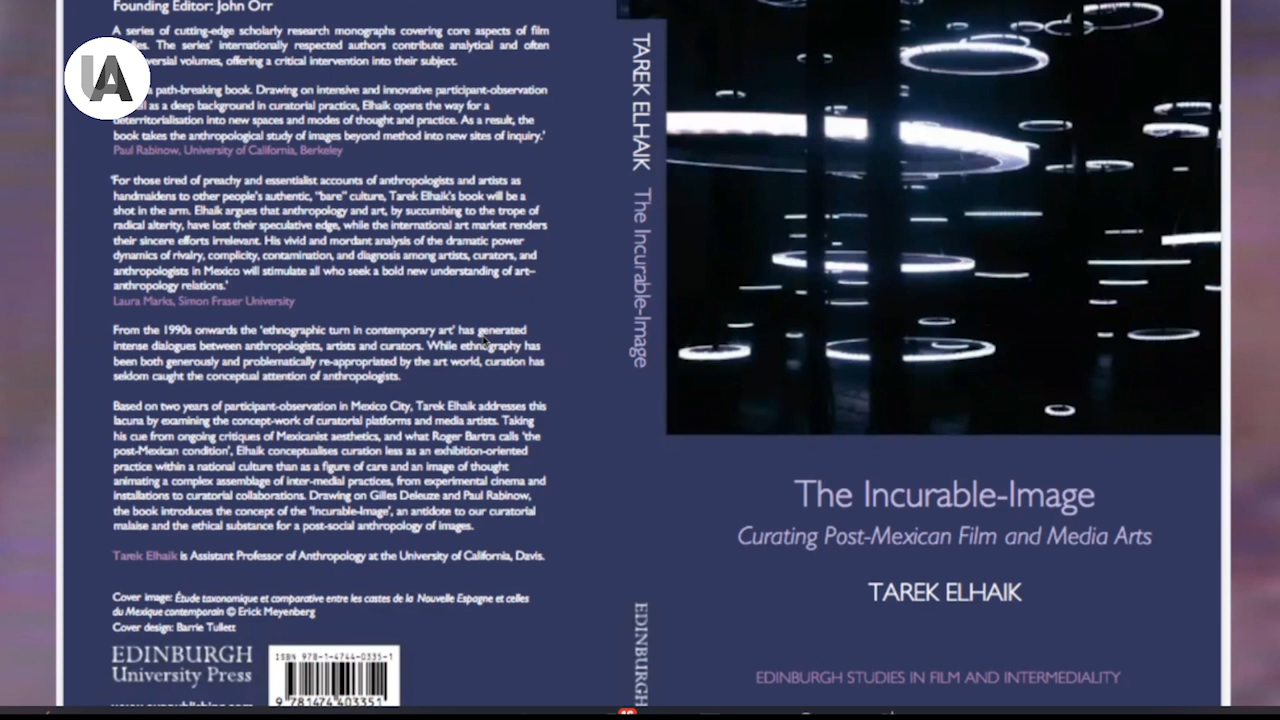 Founding Editor: John Orr
A series of cutting-edge scholarly research monographs covering core aspects of film
The series' internationally respected authors contribute analytical and often
volumes, offering a critical intervention into their subject.
UA
a path-breaking book. Drawing on intensive and innovative participant-observation
as a deep background in curatorial practice, Elhaik opens the way for a
deterritorialisation into new spaces and modes of thought and practice. As a result, the
book takes the anthropological study of images beyond method into new sites of inquiry.'
Paul Rabinow, University of California, Berkeley
'For those tired of preachy and essentialist accounts of anthropologists and artists as
handmaidens to other people's authentic, "bare" culture, Tarek Elhaik's book will be a
shot in the arm. Elhaik argues that anthropology and art, by succumbing to the trope of
radical alterity, have lost their speculative edge, while the international art market renders
their sincere efforts irrelevant. His vivid and mordant analysis of the dramatic power
dynamics of rivalry, complicity, contamination, and diagnosis among artists, curators, and
anthropologists in Mexico will stimulate all who seek a bold new understanding of art–
anthropology relations.'
Laura Marks, Simon Fraser University
From the 1990s onwards the 'ethnographic turn in contemporary art' has generated
intense dialogues between anthropologists, artists and curators. While ethnography has
been both generously and problematically re-appropriated by the art world, curation has
seldom caught the conceptual attention of anthropologists.
Based on two years of participant-observation in Mexico City, Tarek Elhaik addresses this
lacuna by examining the concept-work of curatorial platforms and media artists. Taking
his cue from ongoing critiques of Mexicanist aesthetics, and what Roger Bartra calls 'the
post-Mexican condition', Elhaik conceptualises curation less as an exhibition-oriented
practice within a national culture than as a figure of care and an image of thought
animating a complex assemblage of inter-medial practices, from experimental cinema and
installations to curatorial collaborations. Drawing on Gilles Deleuze and Paul Rabinow,
the book introduces the concept of the 'Incurable-Image', an antidote to our curatorial
malaise and the ethical substance for a post-social anthropology of images.
Tarek Elhaik is Assistant Professor of Anthropology at the University of California, Davis.
Cover image: Étude taxonomique et comparative entre les castes de la Nouvelle Espagne et celles
du Mexique contemporain © Erick Meyenberg
Cover design: Barrie Tullett
EDINBURGH
University Press
ISBN 978-1-4744-0335-1
9 781474 403351
TAREK ELHAIK The Incurable-Image
EDINBURGH
The Incurable-Image
Curating Post-Mexican Film and Media Arts
TAREK ELHAIK
EDINBURGH STUDIES IN FILM AND INTERMEDIALITY